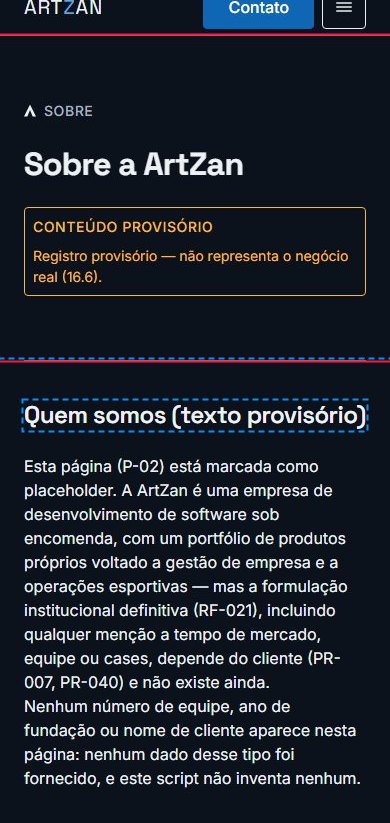 ARTZAN
Contato
SOBRE
Sobre a ArtZan
CONTEÚDO PROVISÓRIO
Registro provisório — não representa o negócio
real (16.6).
Quem somos (texto provisório)
Esta página (P-02) está marcada como
placeholder. A ArtZan é uma empresa de
desenvolvimento de software sob
encomenda, com um portfólio de produtos
próprios voltado a gestão de empresa e a
operações esportivas — mas a formulação
institucional definitiva (RF-021), incluindo
qualquer menção a tempo de mercado,
equipe ou cases, depende do cliente (PR-
007, PR-040) e não existe ainda.
Nenhum número de equipe, ano de
fundação ou nome de cliente aparece nesta
página: nenhum dado desse tipo foi
fornecido, e este script não inventa nenhum.